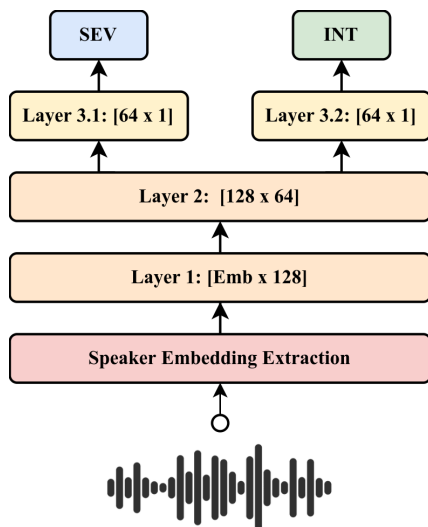 SEV
INT
Layer 3.1: [64 x 1]
Layer 3.2: [64 x 1]
Layer 2: [128 x 64]
Layer 1: [Emb x 128]
Speaker Embedding Extraction